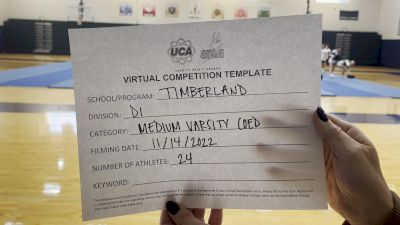 UCA
USA
VIRTUAL COMPETITION TEMPLATE
SCHOOL/PROGRAM: TIMBERLAND
DIVISION: DI
CATEGORY: MEDIUM VARSITY COED
FILMING DATE: 11/14/2022
NUMBER OF ATHLETES: 24
KEYWORD: